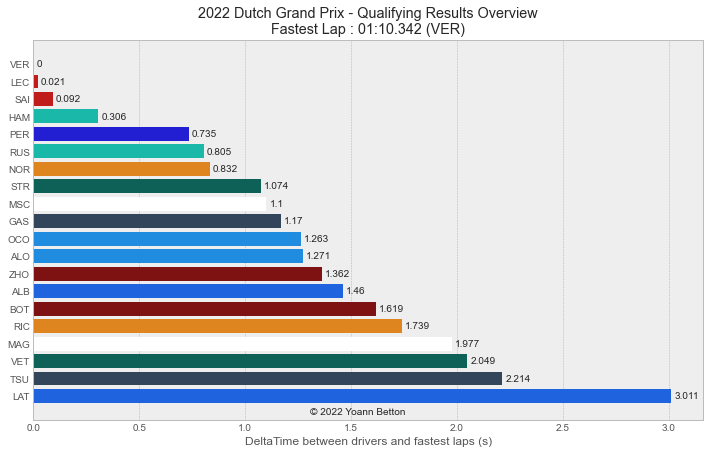 2022 Dutch Grand Prix - Qualifying Results Overview
Fastest Lap : 01:10.342 (VER)
VER 0
LEC 0.021
SAI 0.092
HAM 0.306
PER 0.735
RUS 0.805
NOR 0.832
STR 1.074
MSC 1.1
GAS 1.17
OCO 1.263
ALO 1.271
ZHO 1.362
ALB 1.46
BOT 1.619
RIC 1.739
MAG 1.977
VET 2.049
TSU 2.214
LAT 3.011
© 2022 Yoann Betton
0.0 0.5 1.0 1.5 2.0 2.5 3.0
DeltaTime between drivers and fastest laps (s)